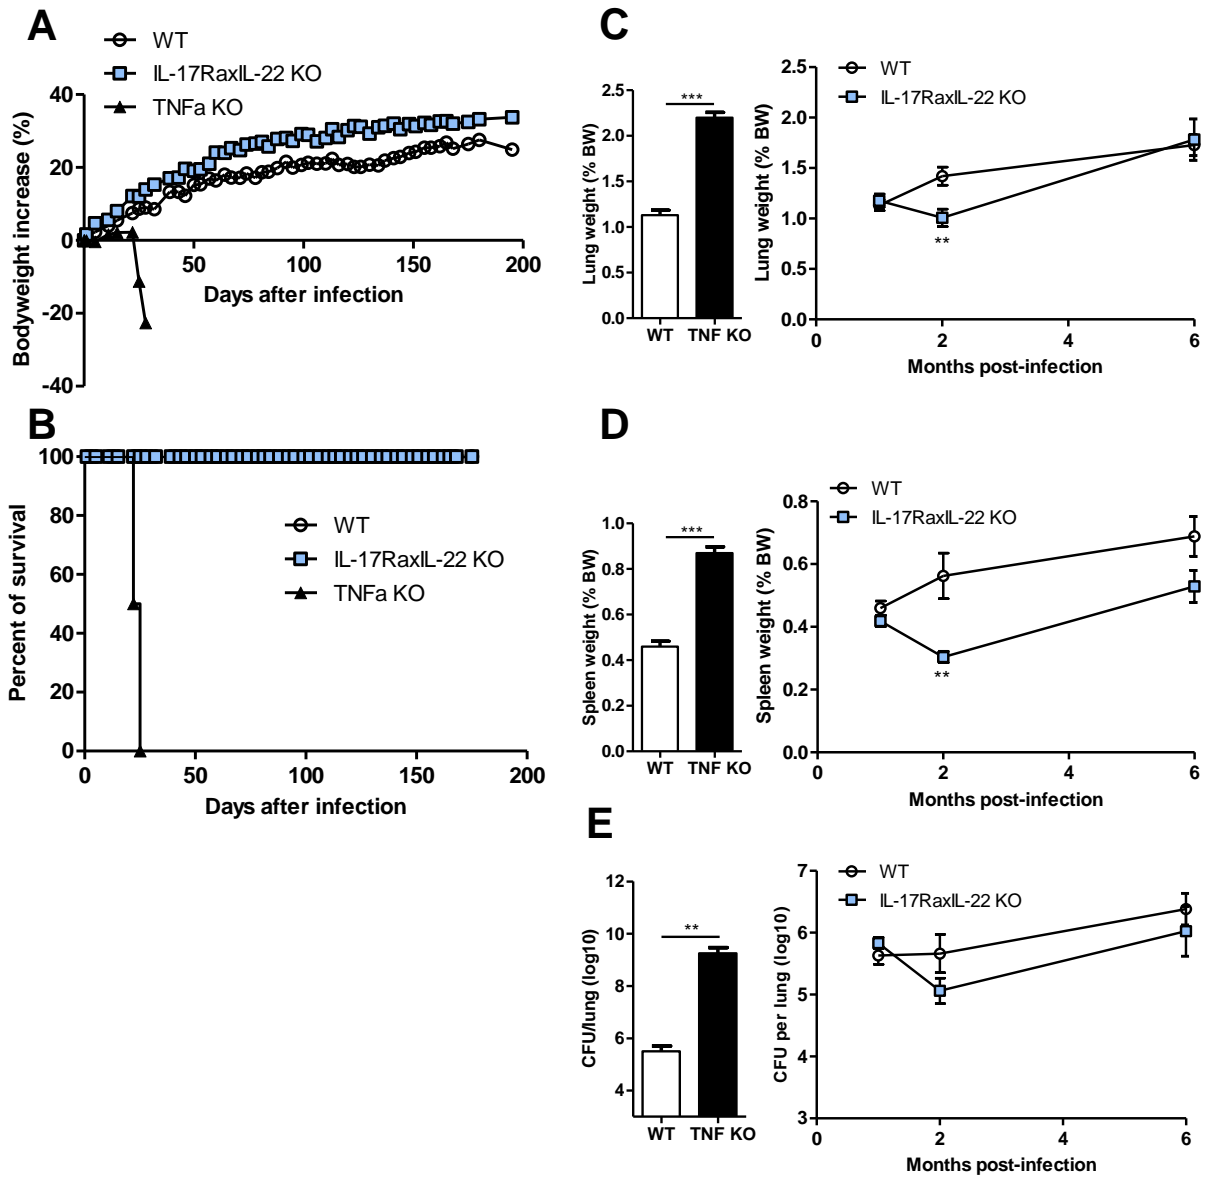 A
WT
IL-17RaxIL-22 KO
TNFa KO
Bodyweight increase (%)
40
20
0
-20
-40
50
100
150
200
Days after infection
B
Percent of survival
100
80
60
40
20
0
WT
IL-17RaxIL-22 KO
TNFa KO
0
50
100
150
200
Days after infection
C
Lung weight (% BW)
2.5
2.0
1.5
1.0
0.5
0.0
***
WT
TNF KO
WT
IL-17RaxIL-22 KO
Lung weight (% BW)
2.5
2.0
1.5
1.0
0.5
0.0
**
0
2
4
6
Months post-infection
D
Spleen weight (% BW)
1.0
0.8
0.6
0.4
0.2
0.0
***
WT
TNF KO
WT
IL-17RaxIL-22 KO
Spleen weight (% BW)
0.8
0.6
0.4
0.2
0.0
**
0
2
4
6
Months post-infection
E
CFU/lung (log10)
12
10
8
6
4
**
WT
TNF KO
WT
IL-17RaxIL-22 KO
CFU per lung (log10)
7
6
5
4
3
0
2
4
6
Months post-infection